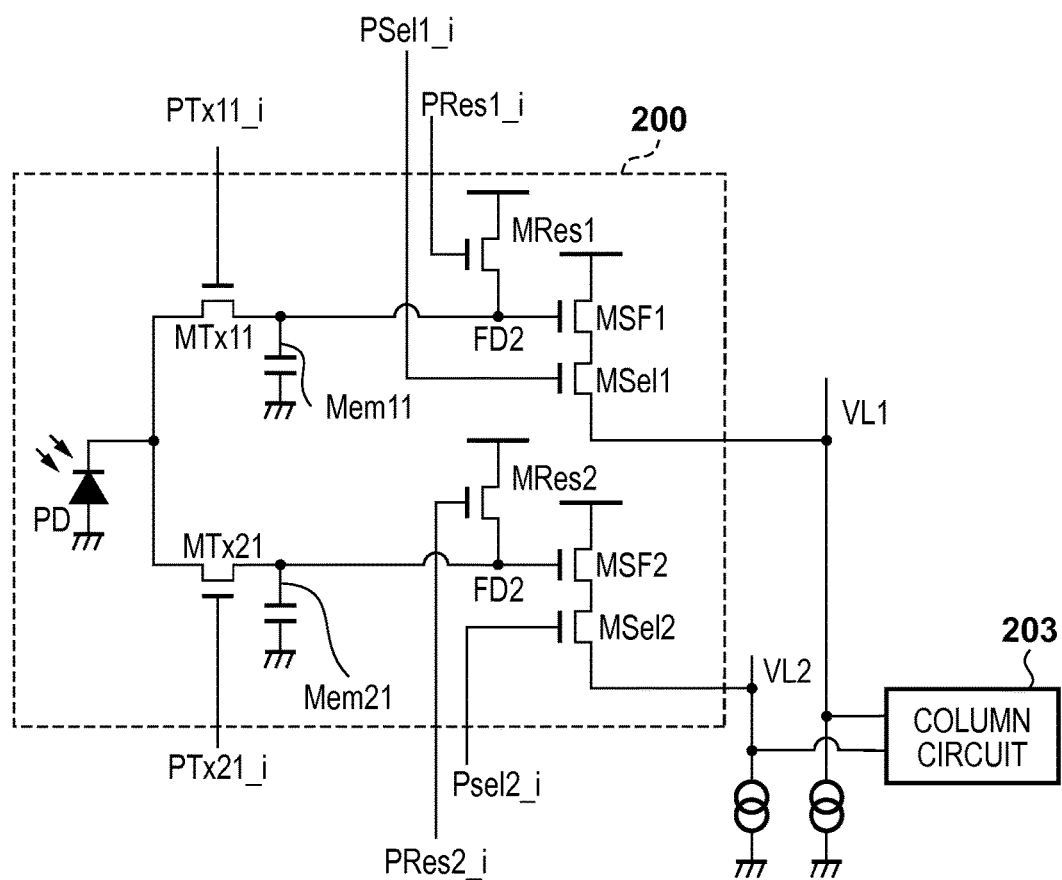 PSel1_i
PRes1_i
PTx11_i
200
MRes1
MTx11
FD2
MSF1
MSel1
Mem11
VL1
MRes2
PD
MTx21
FD2
MSF2
MSel2
Mem21
VL2
203
COLUMN
CIRCUIT
PTx21_i
Psel2_i
PRes2_i